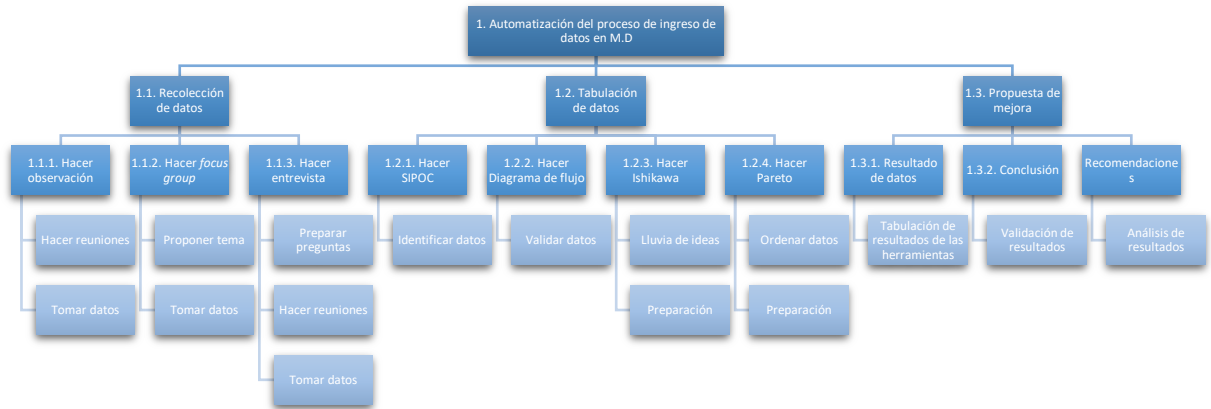 1. Automatización del proceso de ingreso de
datos en M.D
1.1. Recolección
de datos
1.2. Tabulación
de datos
1.3. Propuesta de
mejora
1.1.1. Hacer
observación
1.1.2. Hacer focus
group
1.1.3. Hacer
entrevista
1.2.1. Hacer
SIPOC
1.2.2. Hacer
Diagrama de flujo
1.2.3. Hacer
Ishikawa
1.2.4. Hacer
Pareto
1.3.1. Resultado
de datos
1.3.2. Conclusión
Recomendacione
s
Hacer reuniones
Proponer tema
Preparar
preguntas
Identificar datos
Validar datos
Lluvia de ideas
Ordenar datos
Tabulación de
resultados de las
herramientas
Validación de
resultados
Análisis de
resultados
Tomar datos
Tomar datos
Hacer reuniones
Preparación
Preparación
Tomar datos